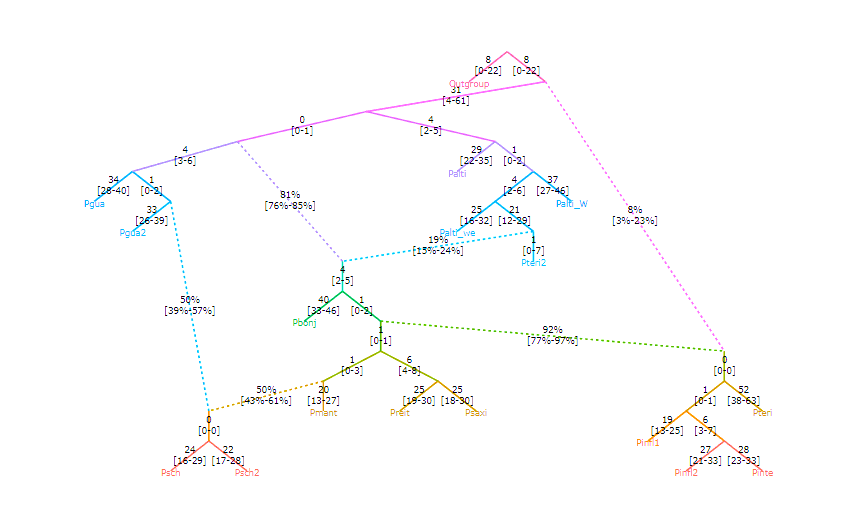 8 8
[0-22] [0-22]
Outgroup
31
[4-61]
0 4
[0-1] [2-5]
4 29 1
[3-6] [22-35] [0-2]
Palti
34 1 4 37
[28-40] [0-2] [2-6] [27-46]
81%
[76%-85%]
Pgua Palti_W
33 25 21 8%
[26-39] [16-32] [12-29] [3%-23%]
Pgua2 Palti_we
19% 1
[15%-24%] [0-7]
Pteri2
4
[2-5]
50% 40 1
[39%-57%] [33-46] [0-2]
Pbonj
1 92%
[0-1] [77%-97%]
1 6 0
[0-3] [4-8] [0-0]
50% 20 25 25 1 52
[43%-61%] [13-27] [19-30] [18-30] [0-1] [38-63]
Pmant Preit Psaxi Pteri
0 19 6
[0-0] [13-25] [3-7]
Pinfl1
24 22 27 28
[16-29] [17-28] [21-33] [23-33]
Psch Psch2 Pinfl2 Pinte